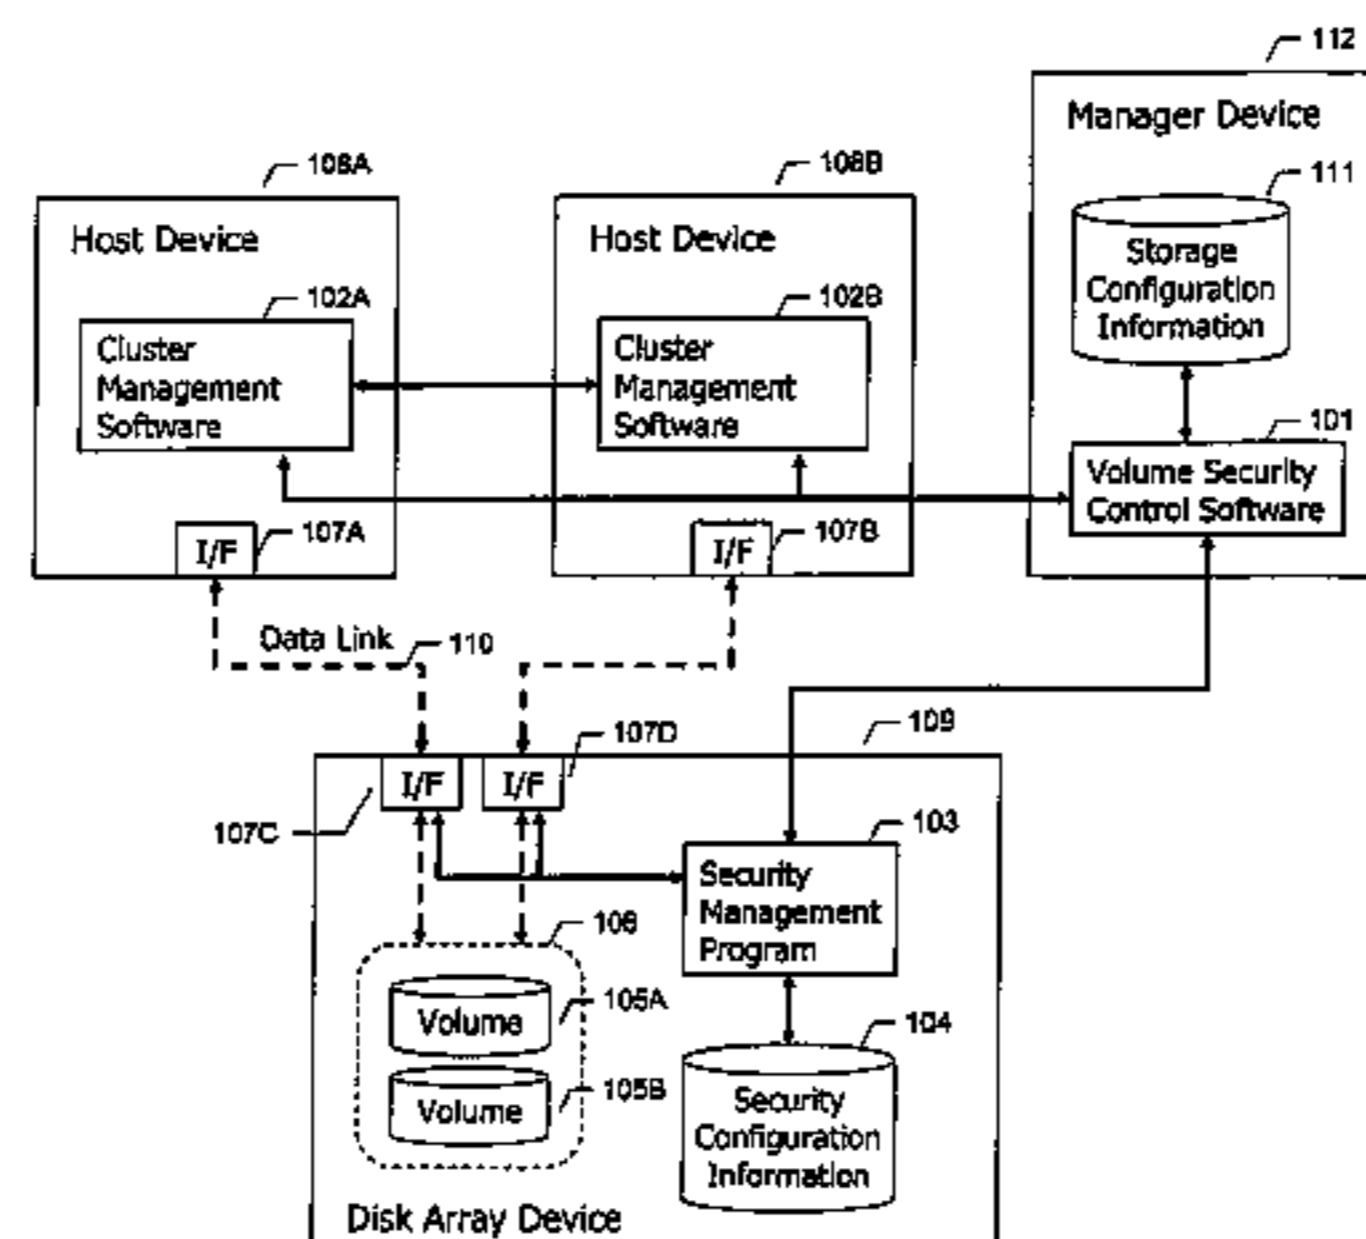 112
Manager Device
111
Storage
Configuration
Information
101
Volume Security
Control Software
108A
Host Device
102A
Cluster
Management
Software
107A
I/F
108B
Host Device
102B
Cluster
Management
Software
107B
I/F
Data Link
110
109
107C
I/F
107D
I/F
103
Security
Management
Program
106
105A
Volume
105B
Volume
104
Security
Configuration
Information
Disk Array Device